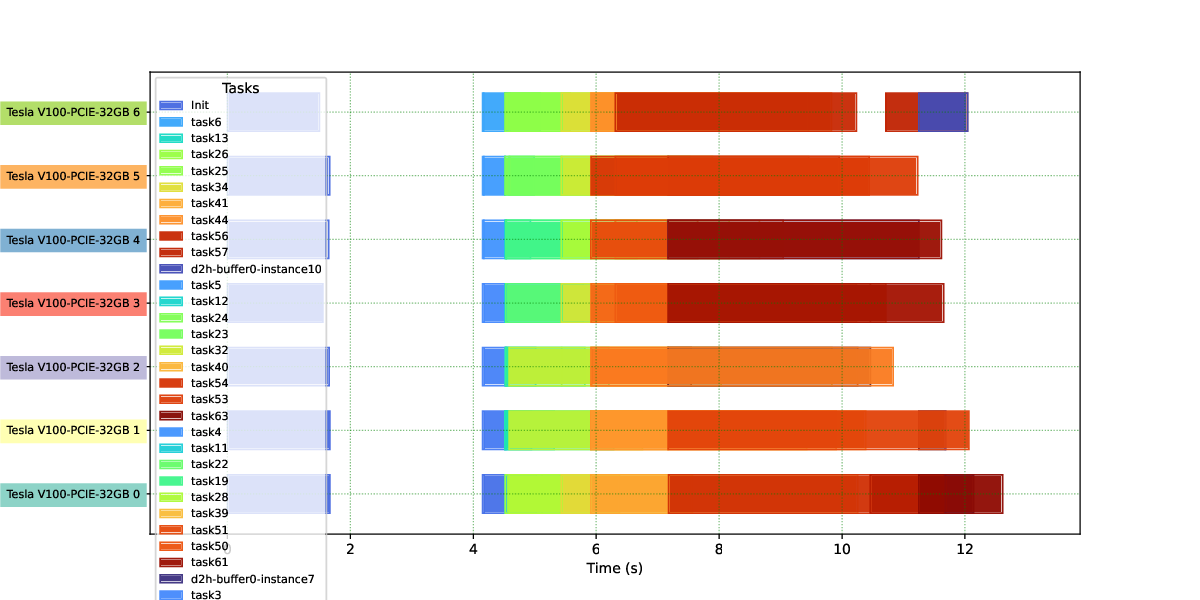 Tasks
Init
task6
task13
task26
task25
task34
task41
task44
task56
task57
d2h-buffer0-instance10
task5
task12
task24
task23
task32
task40
task54
task53
task63
task4
task11
task22
task19
task28
task39
task51
task50
task61
d2h-buffer0-instance7
task3
Tesla V100-PCIE-32GB 6
Tesla V100-PCIE-32GB 5
Tesla V100-PCIE-32GB 4
Tesla V100-PCIE-32GB 3
Tesla V100-PCIE-32GB 2
Tesla V100-PCIE-32GB 1
Tesla V100-PCIE-32GB 0
0 2 4 6 8 10 12
Time (s)